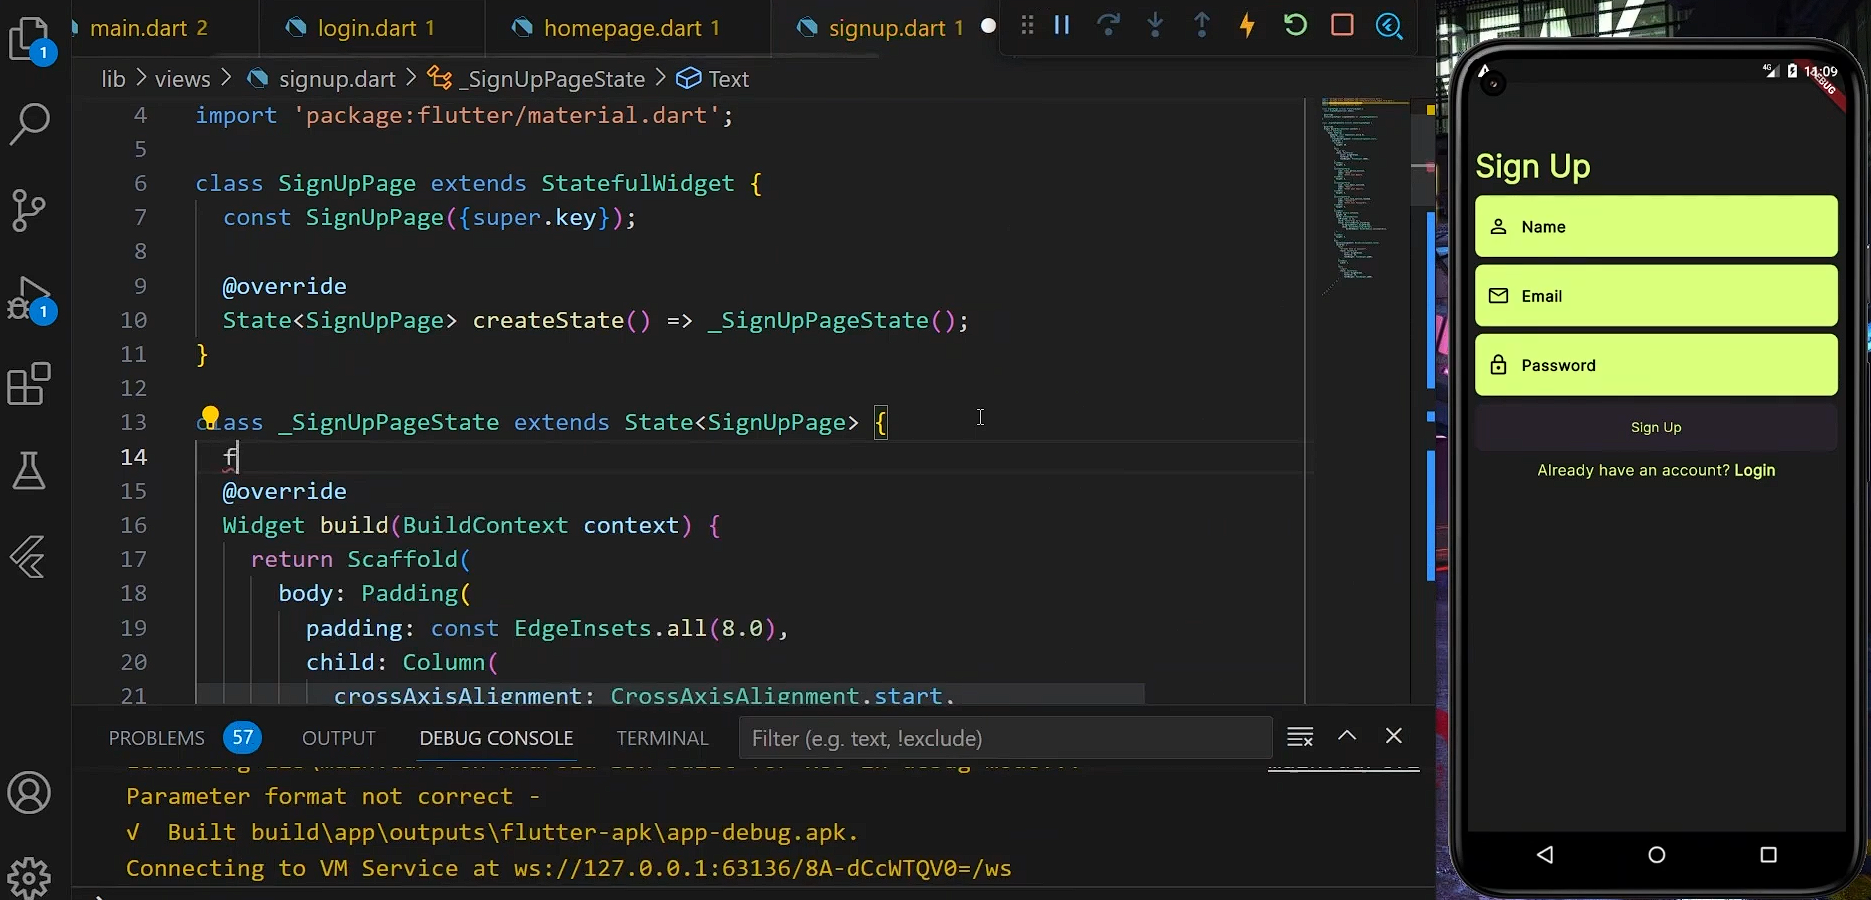 main.dart 2
login.dart 1
homepage.dart 1
signup.dart 1
1
lib > views > signup.dart > _SignUpPageState > Text
4 import 'package:flutter/material.dart';
5
6 class SignUpPage extends StatefulWidget {
7 const SignUpPage({super.key});
8
9 @override
10 State<SignUpPage> createState() => _SignUpPageState();
11 }
12
13 class _SignUpPageState extends State<SignUpPage> {
14 f
15 @override
16 Widget build(BuildContext context) {
17 return Scaffold(
18 body: Padding(
19 padding: const EdgeInsets.all(8.0),
20 child: Column(
21 crossAxisAlignment: CrossAxisAlignment.start,
1
PROBLEMS 57 OUTPUT DEBUG CONSOLE TERMINAL Filter (e.g. text, !exclude)
Parameter format not correct -
√ Built build\app\outputs\flutter-apk\app-debug.apk.
Connecting to VM Service at ws://127.0.0.1:63136/8A-dCcWTQV0=/ws
4G 11:09
DEBUG
Sign Up
Name
Email
Password
Sign Up
Already have an account? Login